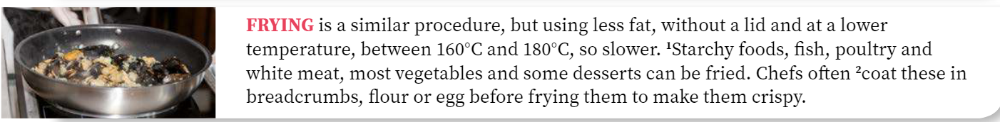 FRYING is a similar procedure, but using less fat, without a lid and at a lower
temperature, between 160°C and 180°C, so slower. ¹Starchy foods, fish, poultry and
white meat, most vegetables and some desserts can be fried. Chefs often ²coat these in
breadcrumbs, flour or egg before frying them to make them crispy.